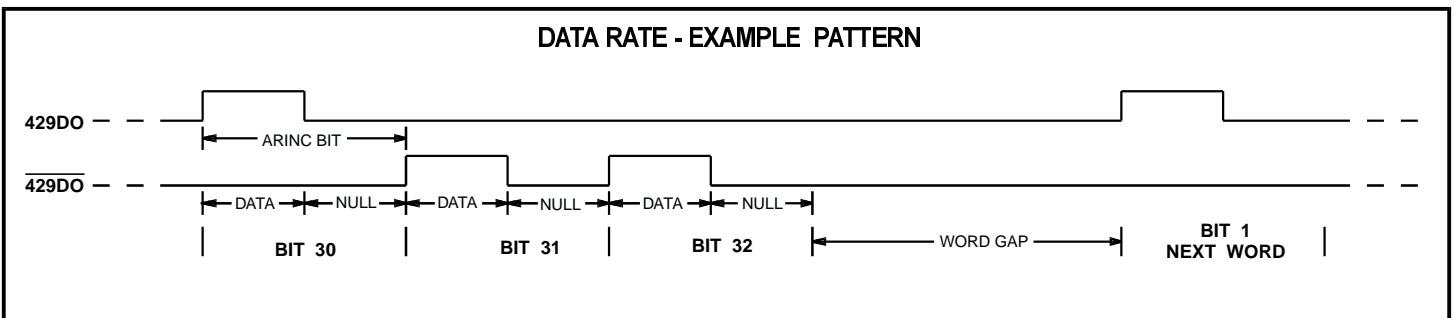 DATA RATE - EXAMPLE PATTERN
429DO
ARINC BIT
429DO
DATA NULL DATA NULL DATA NULL
BIT 30 BIT 31 BIT 32 WORD GAP BIT 1
NEXT WORD